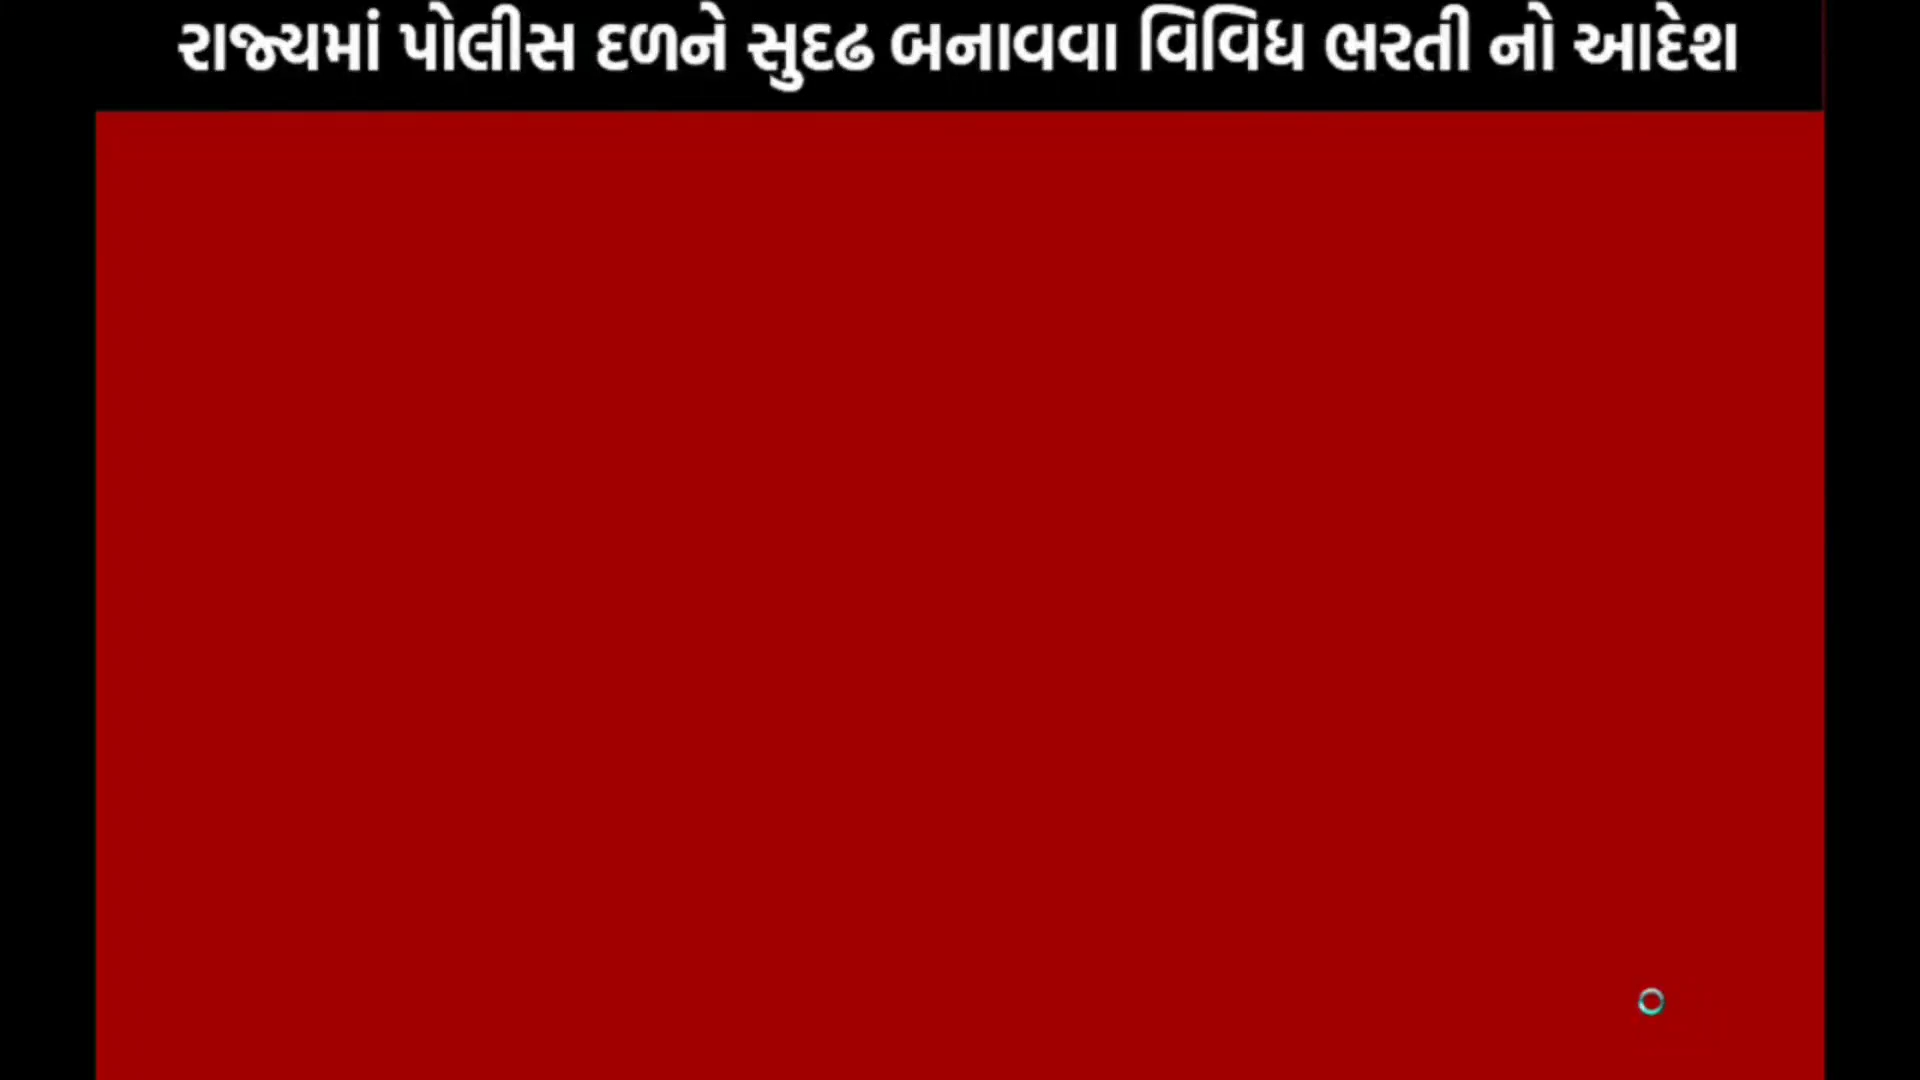 રાજ્યમાં પોલીસ દળને સુદઢ બનાવવા વિવિધ ભરતી નો આદેશ